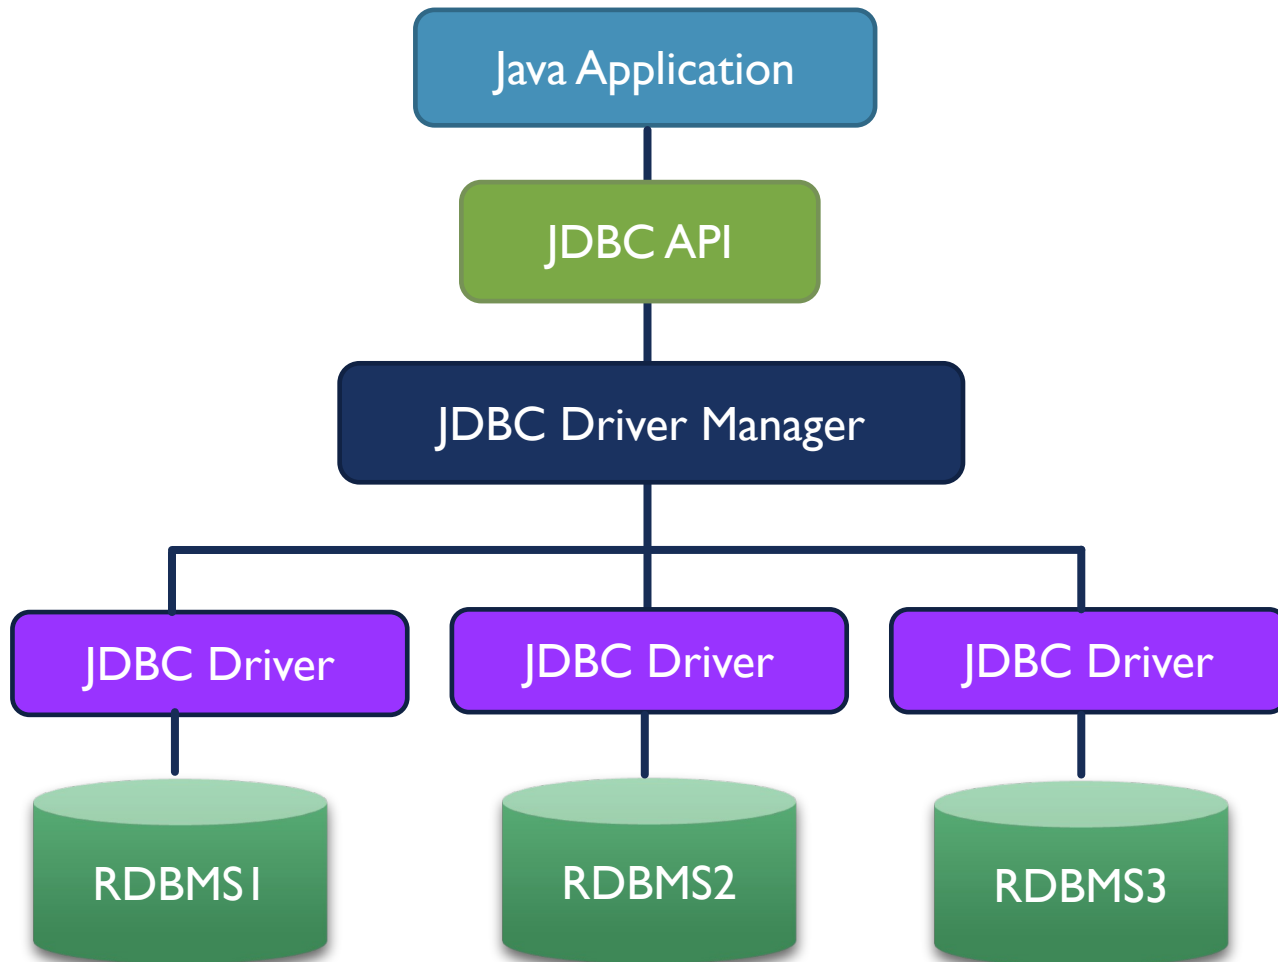 Java Application
JDBC API
JDBC Driver Manager
JDBC Driver
JDBC Driver
JDBC Driver
RDBMS1
RDBMS2
RDBMS3